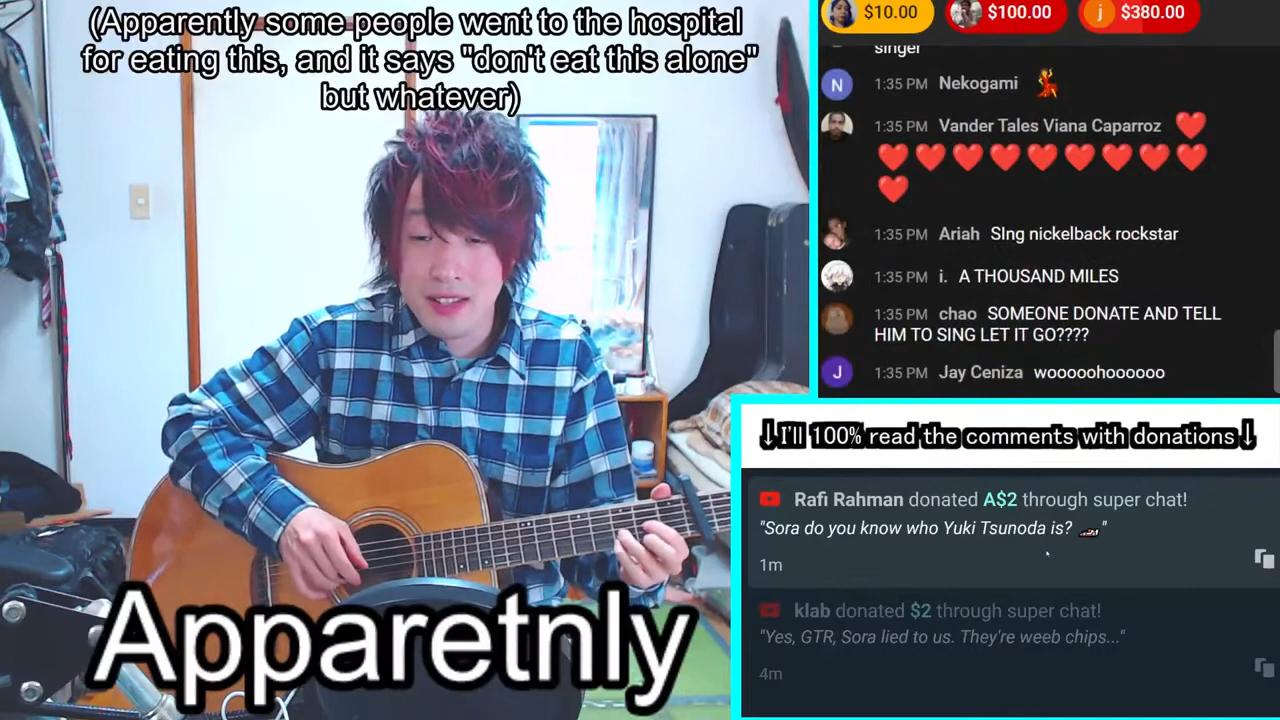 (Apparently some people went to the hospital
for eating this, and it says "don't eat this alone"
but whatever)
Apparetnly
$10.00
$100.00
j $380.00
singer
N 1:35 PM Nekogami
1:35 PM Vander Tales Viana Caparroz ❤️
❤️❤️❤️❤️❤️❤️❤️❤️❤️
❤️
1:35 PM Ariah SIng nickelback rockstar
1:35 PM i. A THOUSAND MILES
1:35 PM chao SOMEONE DONATE AND TELL
HIM TO SING LET IT GO????
J 1:35 PM Jay Ceniza wooooohoooooo
↓I'll 100% read the comments with donations↓
Rafi Rahman donated A$2 through super chat!
"Sora do you know who Yuki Tsunoda is? 🏎️"
1m
klab donated $2 through super chat!
"Yes, GTR, Sora lied to us. They're weeb chips..."
4m